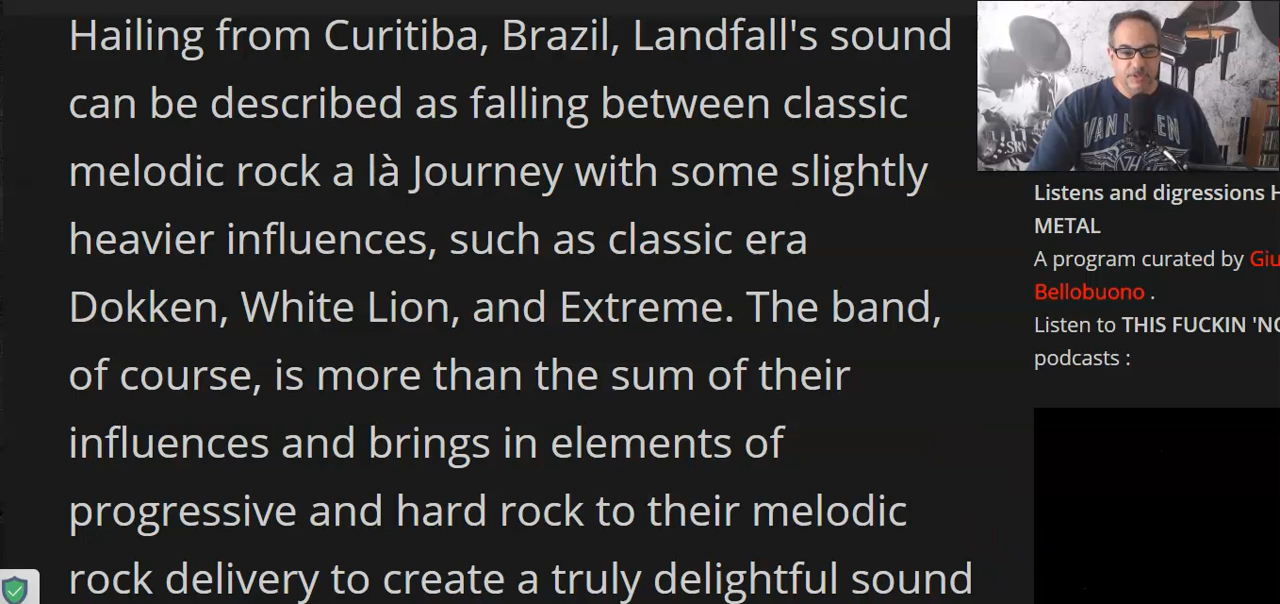 Hailing from Curitiba, Brazil, Landfall's sound
can be described as falling between classic
melodic rock a là Journey with some slightly
heavier influences, such as classic era
Dokken, White Lion, and Extreme. The band,
of course, is more than the sum of their
influences and brings in elements of
progressive and hard rock to their melodic
rock delivery to create a truly delightful sound
VAN
VH
SRV
Listens and digressions
METAL
A program curated by
Bellobuono .
Listen to THIS FUCKIN
podcasts :